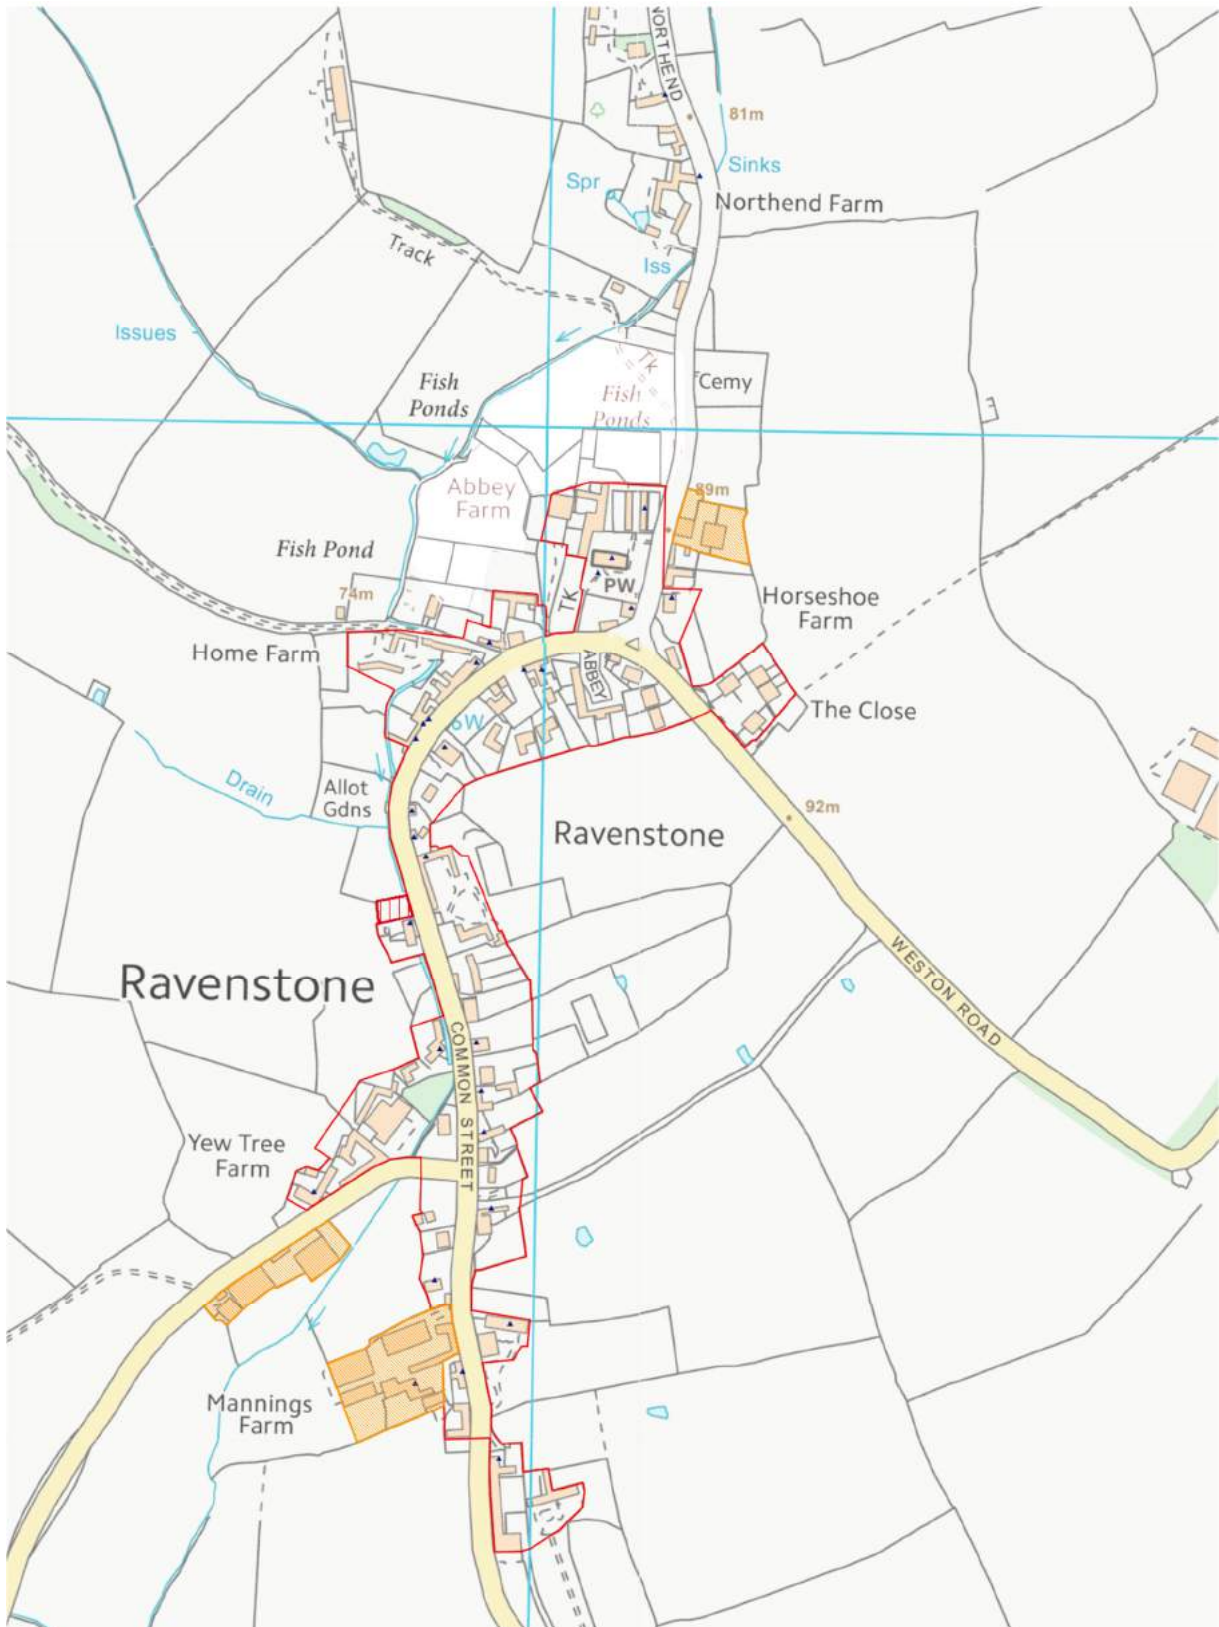 NORTHEND
81m
Sinks
Spr
Northend Farm
Track
Iss
Issues
TK
Fish
Ponds
Fish
Ponds
Cemy
Abbey
Farm
89m
Fish Pond
PW
74m
TK
Horseshoe
Farm
Home Farm
ABBEY
The Close
Drain
Allot
Gdns
92m
Ravenstone
Ravenstone
WESTON ROAD
COMMON STREET
Yew Tree
Farm
Mannings
Farm